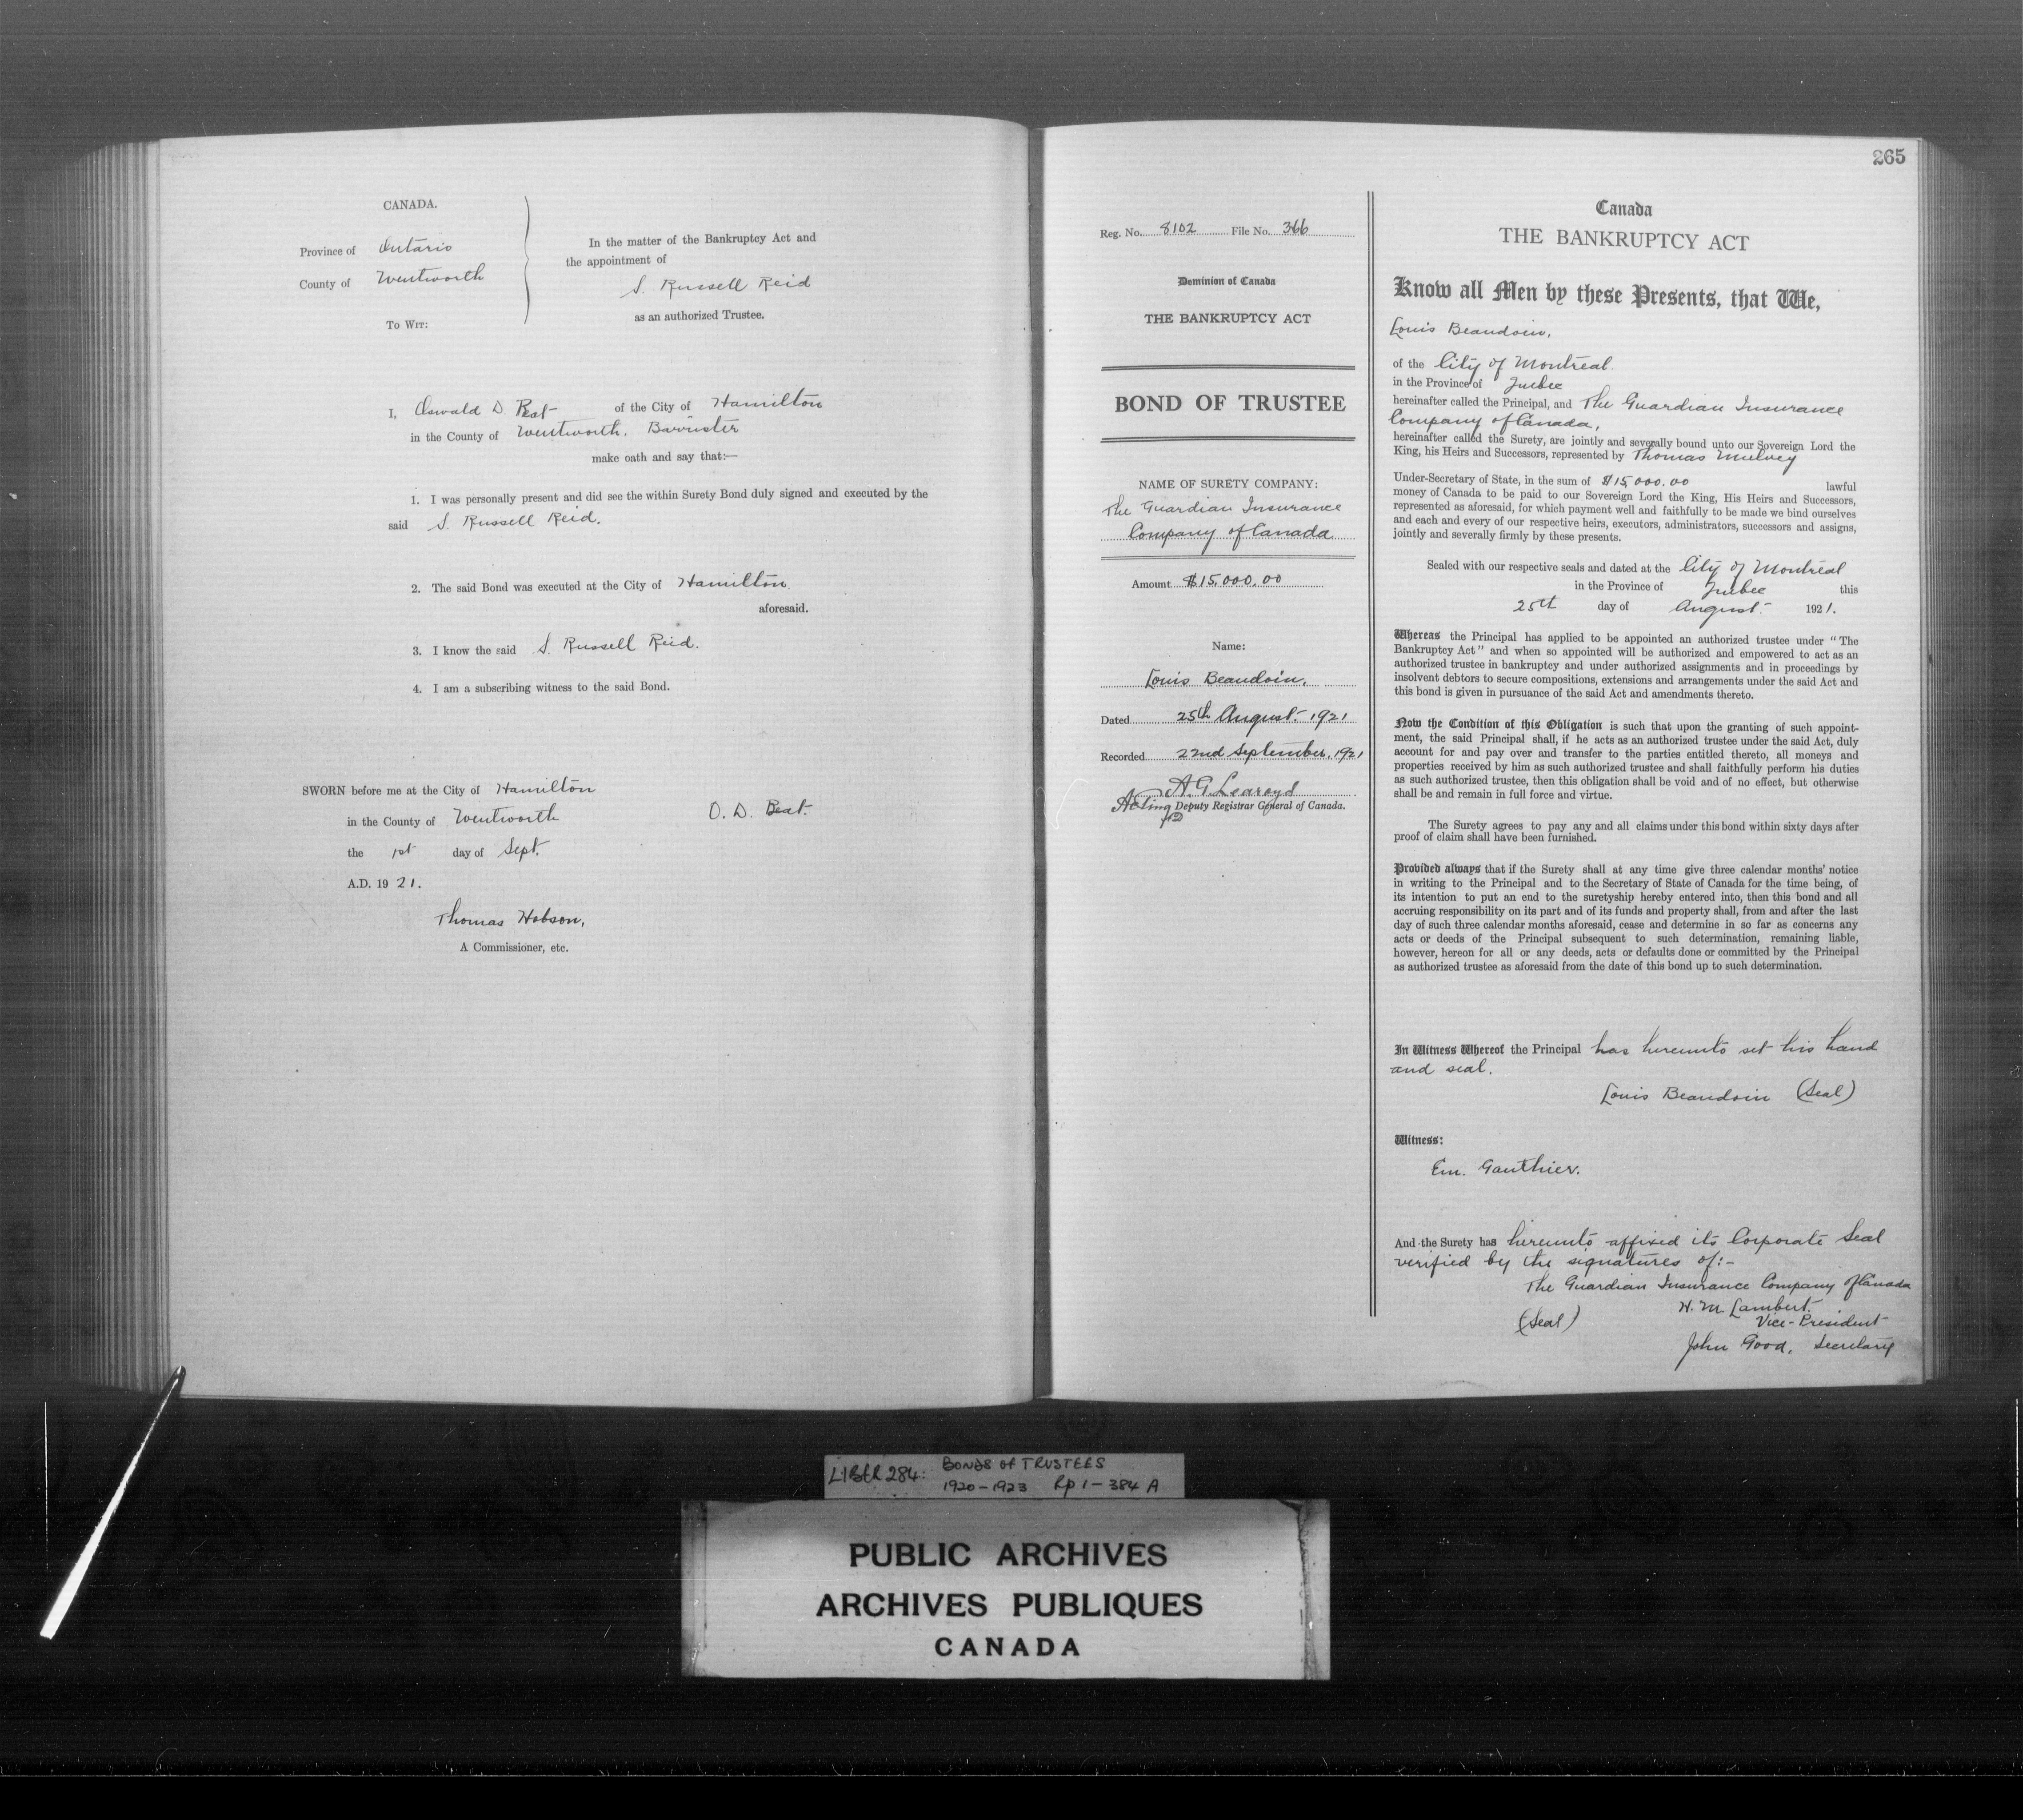 CANADA.
Province of Ontario
County of Wentworth
To Wit:
In the matter of the Bankruptcy Act and
the appointment of
S. Russell Reid
as an authorized Trustee.
I, Oswald D. Peat of the City of Hamilton
in the County of Wentworth, Barrister
make oath and say that:—
1. I was personally present and did see the within Surety Bond duly signed and executed by the
said S. Russell Reid.
2. The said Bond was executed at the City of Hamilton
aforesaid.
3. I know the said S. Russell Reid.
4. I am a subscribing witness to the said Bond.
SWORN before me at the City of Hamilton
in the County of Wentworth
the 1st day of Sept.
A.D. 1921.
O. D. Beat.
Thomas Hobson,
A Commissioner, etc.
265
Reg. No. 8102 File No. 366
Dominion of Canada
THE BANKRUPTCY ACT
BOND OF TRUSTEE
NAME OF SURETY COMPANY:
The Guardian Insurance
Company of Canada
Amount $15,000.00
Name:
Louis Beaudoin.
Dated 25th August. 1921
Recorded 22nd September. 1921
A G Learoyd
Acting Deputy Registrar General of Canada.
Canada
THE BANKRUPTCY ACT
Know all Men by these Presents, that We,
Louis Beaudoin,
of the City of Montreal.
in the Province of Quebec
hereinafter called the Principal, and The Guardian Insurance
Company of Canada,
hereinafter called the Surety, are jointly and severally bound unto our Sovereign Lord the
King, his Heirs and Successors, represented by Thomas Mulvey
Under-Secretary of State, in the sum of $15,000.00 lawful
money of Canada to be paid to our Sovereign Lord the King, His Heirs and Successors,
represented as aforesaid, for which payment well and faithfully to be made we bind ourselves
and each and every of our respective heirs, executors, administrators, successors and assigns,
jointly and severally firmly by these presents.
Sealed with our respective seals and dated at the City of Montreal
in the Province of Quebec this
25th day of August. 1921.
Whereas the Principal has applied to be appointed an authorized trustee under "The
Bankruptcy Act" and when so appointed will be authorized and empowered to act as an
authorized trustee in bankruptcy and under authorized assignments and in proceedings by
insolvent debtors to secure compositions, extensions and arrangements under the said Act and
this bond is given in pursuance of the said Act and amendments thereto.
Now the Condition of this Obligation is such that upon the granting of such appoint-
ment, the said Principal shall, if he acts as an authorized trustee under the said Act, duly
account for and pay over and transfer to the parties entitled thereto, all moneys and
properties received by him as such authorized trustee and shall faithfully perform his duties
as such authorized trustee, then this obligation shall be void and of no effect, but otherwise
shall be and remain in full force and virtue.
The Surety agrees to pay any and all claims under this bond within sixty days after
proof of claim shall have been furnished.
Provided always that if the Surety shall at any time give three calendar months' notice
in writing to the Principal and to the Secretary of State of Canada for the time being, of
its intention to put an end to the suretyship hereby entered into, then this bond and all
accruing responsibility on its part and of its funds and property shall, from and after the last
day of such three calendar months aforesaid, cease and determine in so far as concerns any
acts or deeds of the Principal subsequent to such determination, remaining liable,
however, hereon for all or any deeds, acts or defaults done or committed by the Principal
as authorized trustee as aforesaid from the date of this bond up to such determination.
In Witness Whereof the Principal has hereunto set his hand
and seal.
Louis Beaudoin (Seal)
Witness:
Em. Gauthier.
And the Surety has hereunto affixed its Corporate Seal
verified by the signatures of:-
The Guardian Insurance Company of Canada
H. M. Lambert.
Vice-President
(Seal)
John Good, Secretary
LIBER 284: BONDS OF TRUSTEES
1920-1923 Rp 1-384 A
PUBLIC ARCHIVES
ARCHIVES PUBLIQUES
CANADA